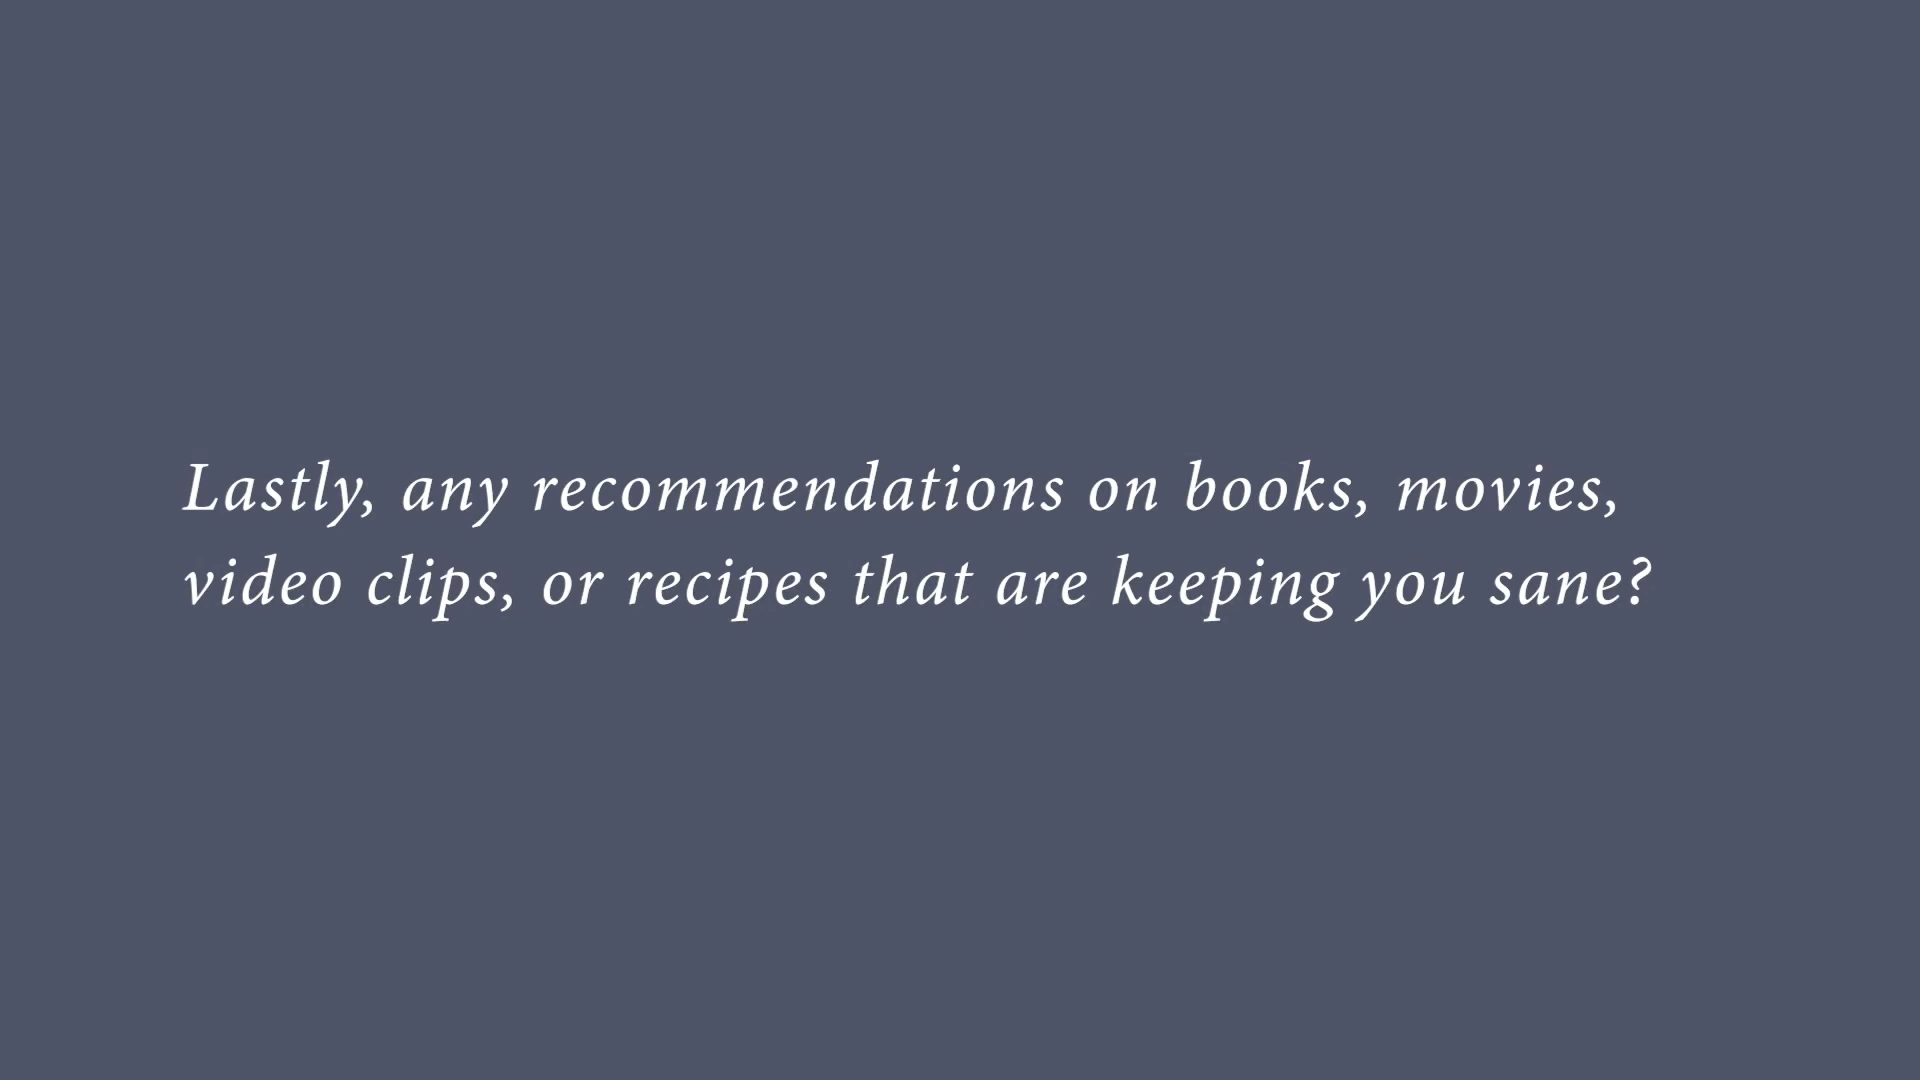 Lastly, any recommendations on books, movies,
video clips, or recipes that are keeping you sane?